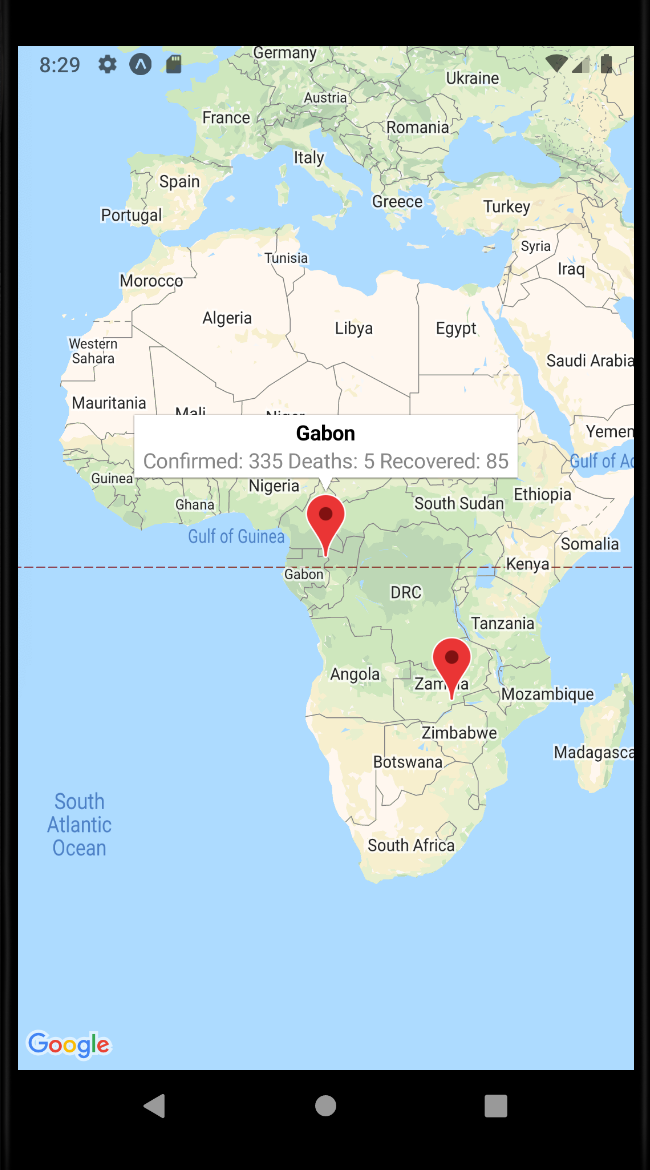 8:29
Germany
Ukraine
Austria
France
Romania
Italy
Spain
Greece
Turkey
Portugal
Syria
Tunisia
Iraq
Morocco
Algeria
Libya
Egypt
Western
Sahara
Saudi Arabia
Mauritania
Mali
Niger
Yemen
Gabon
Confirmed: 335 Deaths: 5 Recovered: 85
Gulf of Ad
Guinea
Nigeria
Ethiopia
Ghana
South Sudan
Gulf of Guinea
Somalia
Kenya
Gabon
DRC
Tanzania
Angola
Zambia
Mozambique
Zimbabwe
Madagasca
Botswana
South
Atlantic
Ocean
South Africa
Google